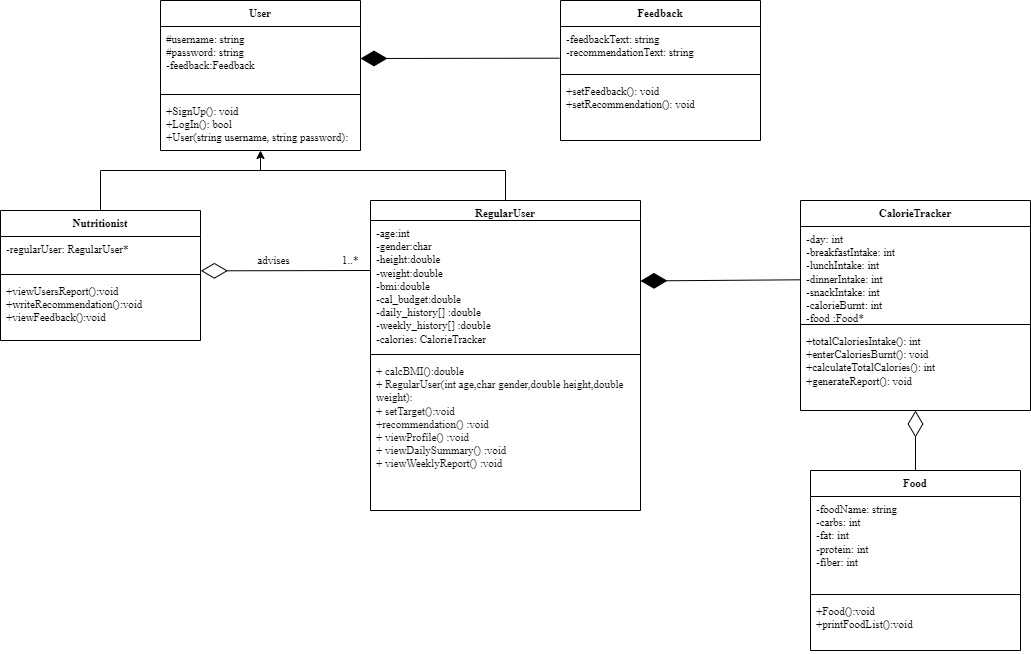 User
#username: string
#password: string
-feedback:Feedback
+SignUp(): void
+LogIn(): bool
+User(string username, string password):
Feedback
-feedbackText: string
-recommendationText: string
+setFeedback(): void
+setRecommendation(): void
Nutritionist
-regularUser: RegularUser*
+viewUsersReport():void
+writeRecommendation():void
+viewFeedback():void
advises
1..*
RegularUser
-age:int
-gender:char
-height:double
-weight:double
-bmi:double
-cal_budget:double
-daily_history[] :double
-weekly_history[] :double
-calories: CalorieTracker
+ calcBMI():double
+ RegularUser(int age,char gender,double height,double
weight):
+ setTarget():void
+recommendation() :void
+ viewProfile() :void
+ viewDailySummary() :void
+ viewWeeklyReport() :void
CalorieTracker
-day: int
-breakfastIntake: int
-lunchIntake: int
-dinnerIntake: int
-snackIntake: int
-calorieBurnt: int
-food :Food*
+totalCaloriesIntake(): int
+enterCaloriesBurnt(): void
+calculateTotalCalories(): int
+generateReport(): void
Food
-foodName: string
-carbs: int
-fat: int
-protein: int
-fiber: int
+Food():void
+printFoodList():void